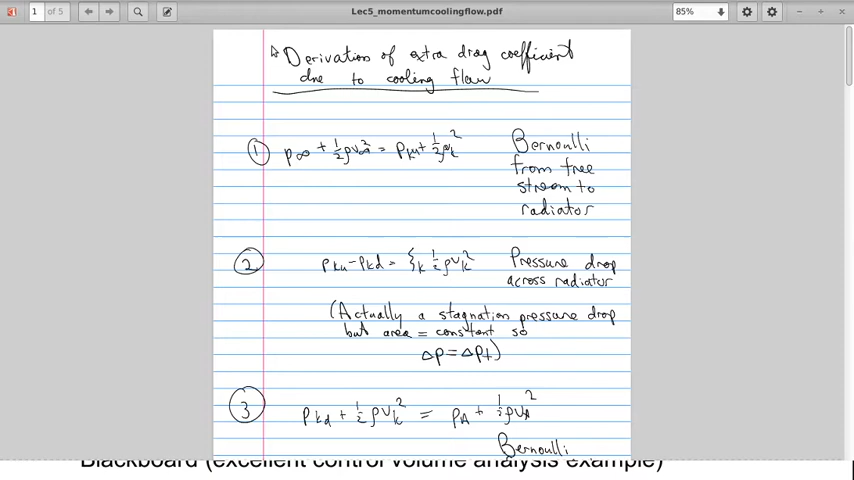 Lec5_momentumcoolingflow.pdf
1 of 5
85%
Derivation of extra drag coefficient
due to cooling flow
① p∞ + ½ρv∞² = pku + ½ρvk²
Bernoulli
from free
stream to
radiator
② pku - pkd = ξk ½ρvk²
Pressure drop
across radiator
(Actually a stagnation pressure drop
but area = constant so
Δp = Δpt)
③ pkd + ½ρvk² = pA + ½ρvA²
Bernoulli
Blackboard (excellent control volume analysis example)